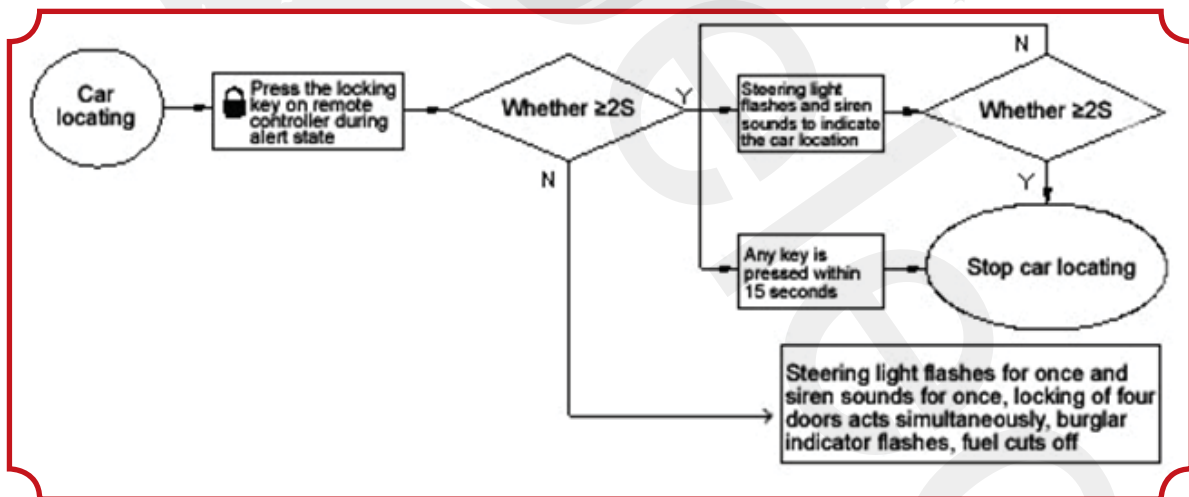 Car
locating
Press the locking
key on remote
controller during
alert state
Whether ≥2S
Y
N
Steering light
flashes and siren
sounds to indicate
the car location
Whether ≥2S
N
Y
Any key is
pressed within
15 seconds
Stop car locating
Steering light flashes for once and
siren sounds for once, locking of four
doors acts simultaneously, burglar
indicator flashes, fuel cuts off